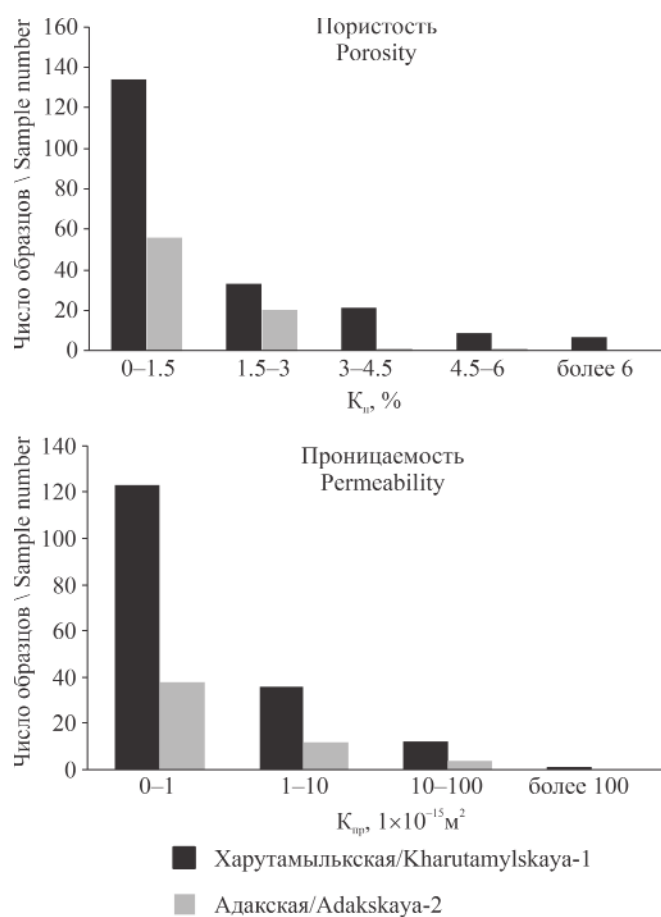 Пористость
Porosity
Число образцов \ Sample number
160
140
120
100
80
60
40
20
0
0–1.5 1.5–3 3–4.5 4.5–6 более 6
Kп, %
Проницаемость
Permeability
Число образцов \ Sample number
140
120
100
80
60
40
20
0
0–1 1–10 10–100 более 100
Kпр, 1×10⁻¹⁵м²
Харутамылькская/Kharutamylskaya-1
Адакская/Adakskaya-2